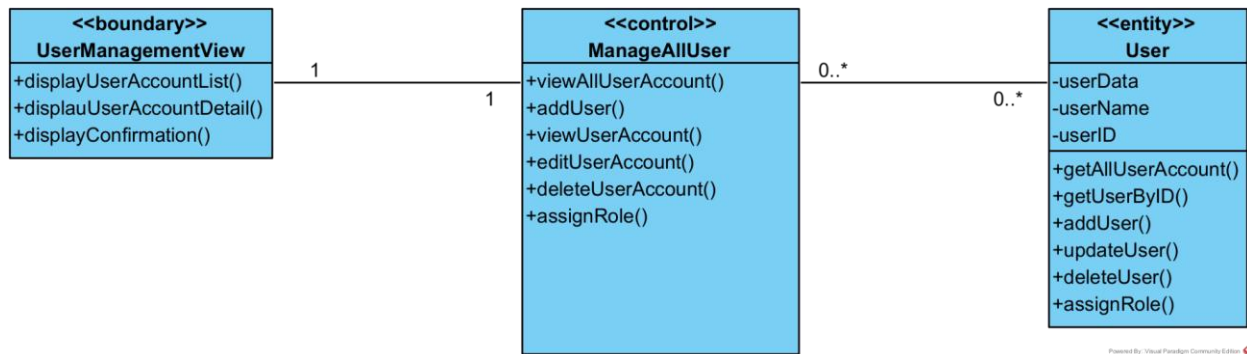 <<boundary>>
UserManagementView
+displayUserAccountList()
+displauUserAccountDetail()
+displayConfirmation()
1
1
<<control>>
ManageAllUser
+viewAllUserAccount()
+addUser()
+viewUserAccount()
+editUserAccount()
+deleteUserAccount()
+assignRole()
0..*
0..*
<<entity>>
User
-userData
-userName
-userID
+getAllUserAccount()
+getUserByID()
+addUser()
+updateUser()
+deleteUser()
+assignRole()
Powered By: Visual Paradigm Community Edition